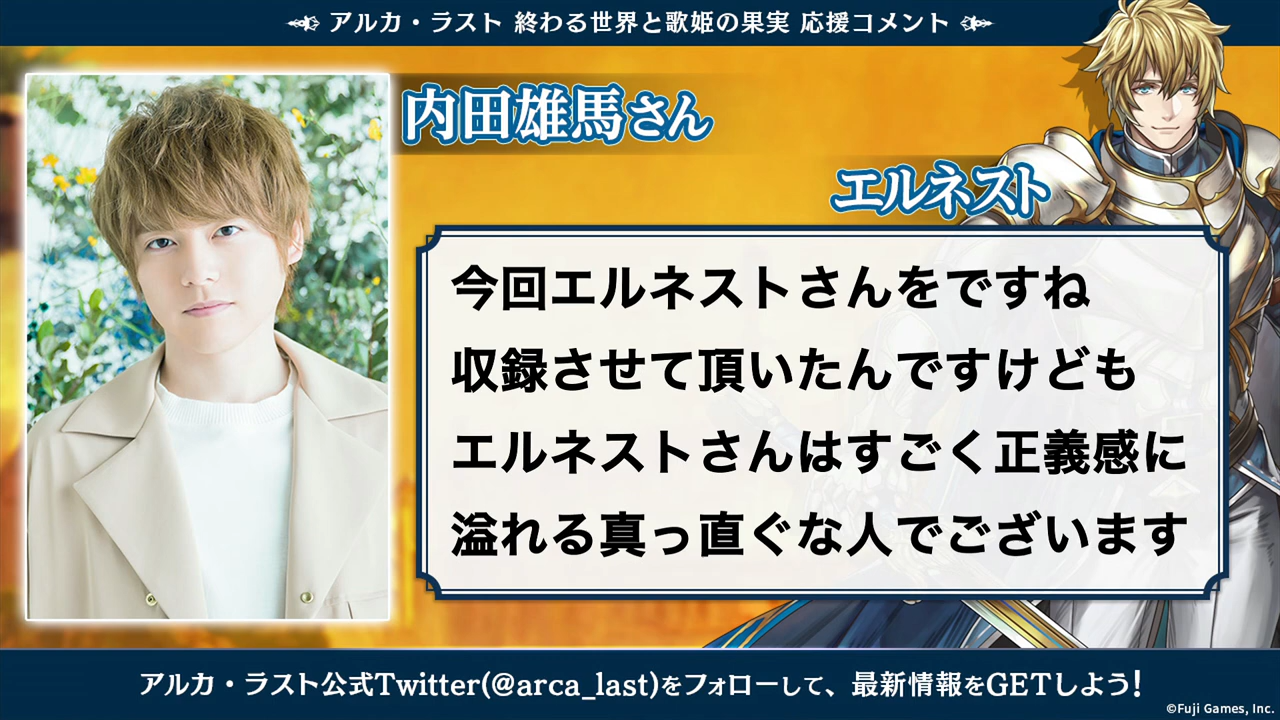 アルカ・ラスト 終わる世界と歌姫の果実 応援コメント
内田雄馬さん
エルネスト
今回エルネストさんをですね
収録させて頂いたんですけども
エルネストさんはすごく正義感に
溢れる真っ直ぐな人でございます
アルカ・ラスト公式Twitter(@arca_last)をフォローして、最新情報をGETしよう!
©Fuji Games, Inc.